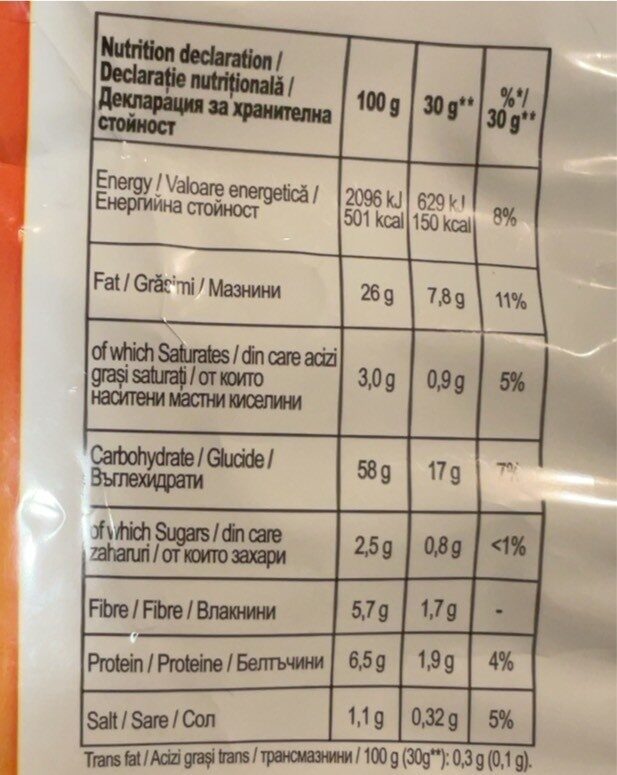 Nutrition declaration /
Declarație nutrițională /
Декларация за хранителна
стойност
100 g
30 g**
%*/
30 g**
Energy / Valoare energetică /
Енергийна стойност
2096 kJ
501 kcal
629 kJ
150 kcal
8%
Fat / Grăsimi / Мазнини
26 g
7,8 g
11%
of which Saturates / din care acizi
grași saturați / от които
наситени мастни киселини
3,0 g
0,9 g
5%
Carbohydrate / Glucide /
Въглехидрати
58 g
17 g
7%
of which Sugars / din care
zaharuri / от които захари
2,5 g
0,8 g
<1%
Fibre / Fibre / Влакнини
5,7 g
1,7 g
-
Protein / Proteine / Белтъчини
6,5 g
1,9 g
4%
Salt / Sare / Сол
1,1 g
0,32 g
5%
Trans fat / Acizi grași trans / трансмазнини / 100 g (30g**): 0,3 g (0,1 g).